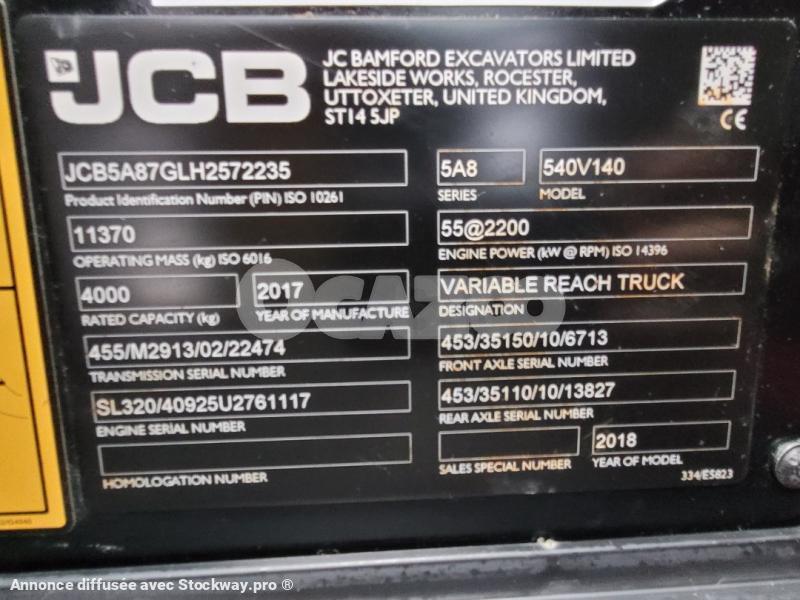 JCB
JC BAMFORD EXCAVATORS LIMITED
LAKESIDE WORKS, ROCESTER,
UTTOXETER, UNITED KINGDOM,
ST14 5JP
CE
JCB5A87GLH2572235
Product Identification Number (PIN) ISO 10261
5A8
SERIES
540V140
MODEL
11370
OPERATING MASS (kg) ISO 6016
55@2200
ENGINE POWER (kW @ RPM) ISO 14396
4000
RATED CAPACITY (kg)
2017
YEAR OF MANUFACTURE
VARIABLE REACH TRUCK
DESIGNATION
455/M2913/02/22474
TRANSMISSION SERIAL NUMBER
453/35150/10/6713
FRONT AXLE SERIAL NUMBER
SL320/40925U2761117
ENGINE SERIAL NUMBER
453/35110/10/13827
REAR AXLE SERIAL NUMBER
HOMOLOGATION NUMBER
SALES SPECIAL NUMBER
2018
YEAR OF MODEL
334/E5823
Annonce diffusée avec Stockway.pro ®